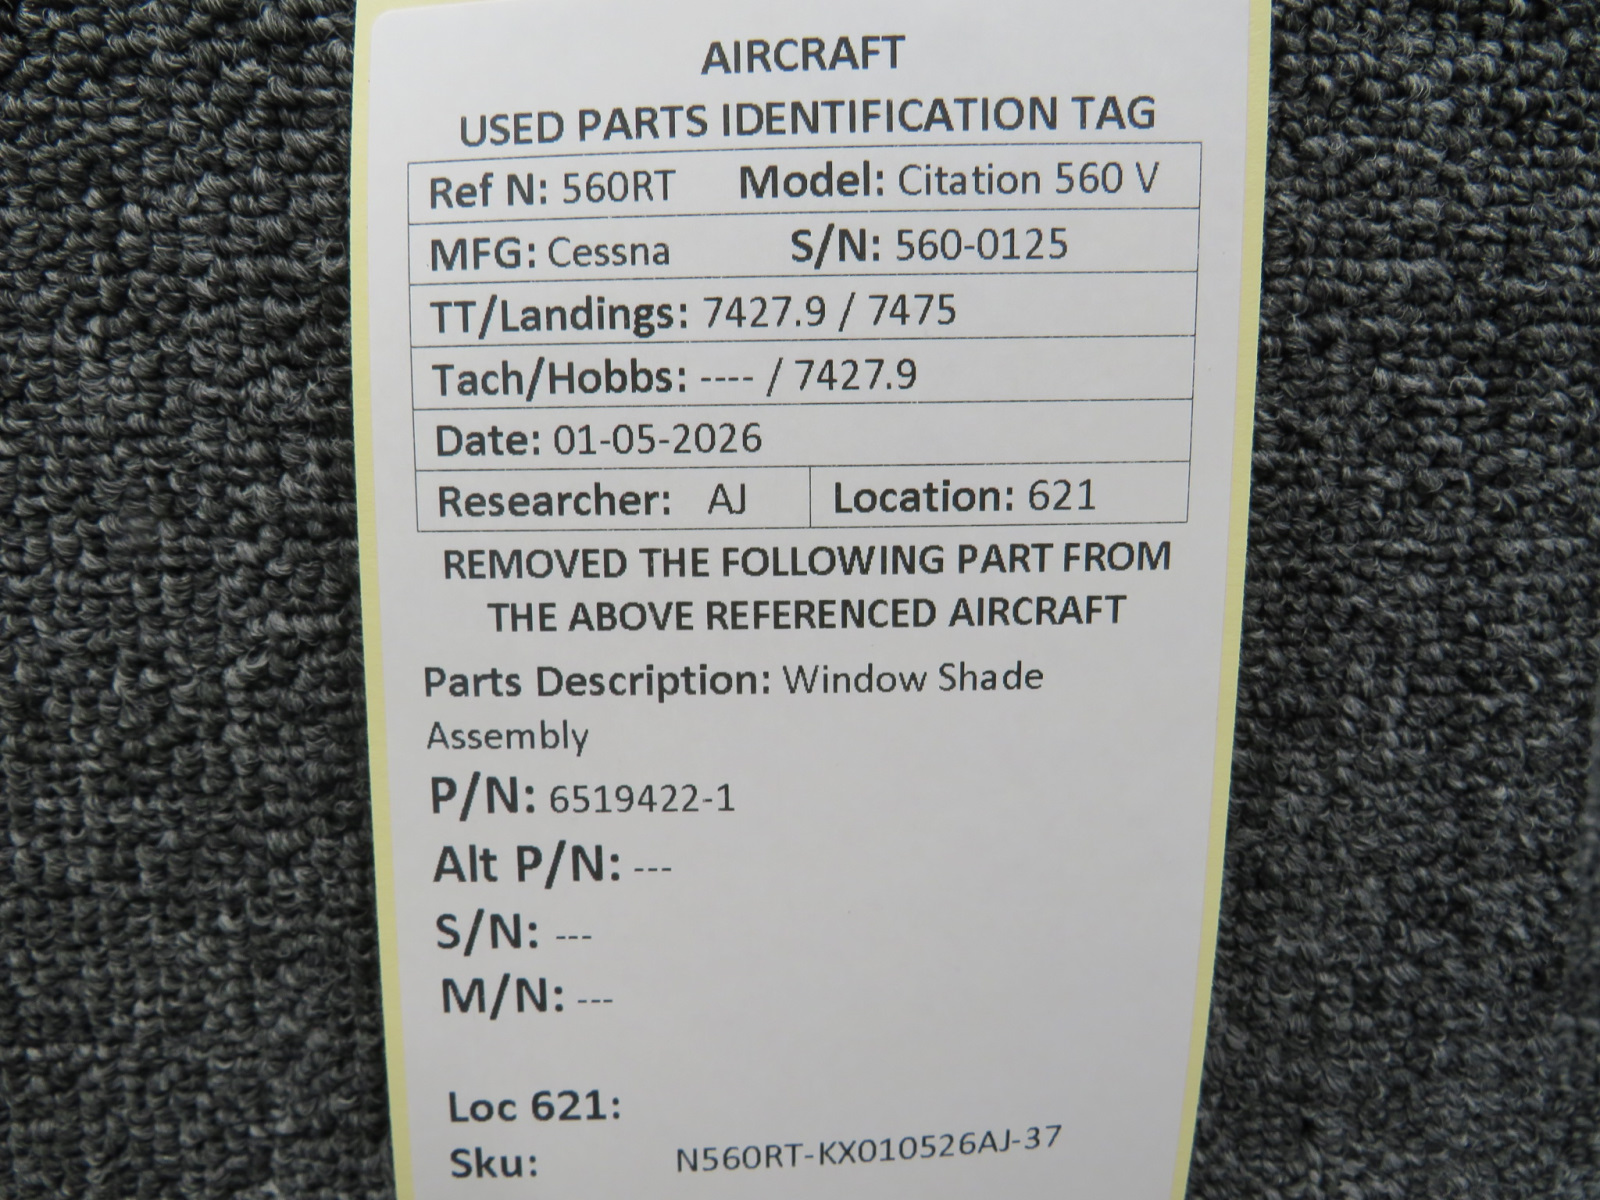 AIRCRAFT
USED PARTS IDENTIFICATION TAG
Ref N: 560RT Model: Citation 560 V
MFG: Cessna S/N: 560-0125
TT/Landings: 7427.9 / 7475
Tach/Hobbs: ---- / 7427.9
Date: 01-05-2026
Researcher: AJ Location: 621
REMOVED THE FOLLOWING PART FROM
THE ABOVE REFERENCED AIRCRAFT
Parts Description: Window Shade
Assembly
P/N: 6519422-1
Alt P/N: ---
S/N: ---
M/N: ---
Loc 621:
Sku: N560RT-KX010526AJ-37